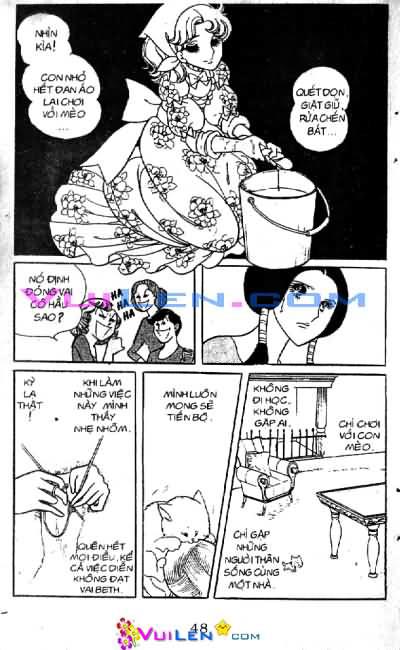 NHÌN
KÌA!
CON NHỎ
HẾT ĐAN ÁO
LẠI CHƠI
VỚI MÈO ...
QUÉT DỌN,
GIẶT GIŨ,
RỬA CHÉN
BÁT...
NÓ ĐỊNH
ĐÓNG VAI
CÔ HẦU
SAO?
HA
HA
HA
VuiLEN.COM
KỲ
LẠ
THẬT!
KHI LÀM
NHỮNG VIỆC
NÀY MÌNH
THẤY
NHẸ NHÕM.
QUÊN HẾT
MỌI ĐIỀU, KỂ
CẢ VIỆC DIỄN
KHÔNG ĐẠT
VAI BETH.
MÌNH LUÔN
MONG SẼ
TIẾN BỘ.
KHÔNG
ĐI HỌC,
KHÔNG
GẶP AI.
CHỈ CHƠI
VỚI CON
MÈO.
CHỈ GẶP
NHỮNG
NGƯỜI THÂN
SỐNG CÙNG
MỘT NHÀ.
48
VuiLEN.COM